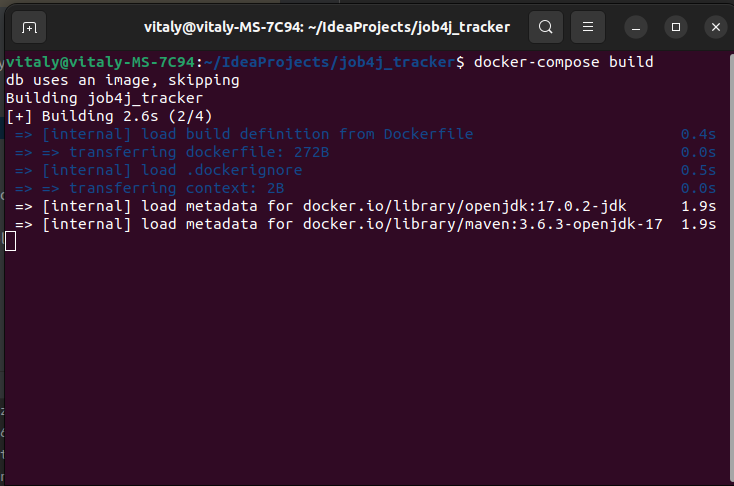 vitaly@vitaly-MS-7C94: ~/IdeaProjects/job4j_tracker
vitaly@vitaly-MS-7C94:~/IdeaProjects/job4j_tracker$ docker-compose build
db uses an image, skipping
Building job4j_tracker
[+] Building 2.6s (2/4)
=> [internal] load build definition from Dockerfile 0.4s
=> => transferring dockerfile: 272B 0.0s
=> [internal] load .dockerignore 0.5s
=> => transferring context: 2B 0.0s
=> [internal] load metadata for docker.io/library/openjdk:17.0.2-jdk 1.9s
=> [internal] load metadata for docker.io/library/maven:3.6.3-openjdk-17 1.9s